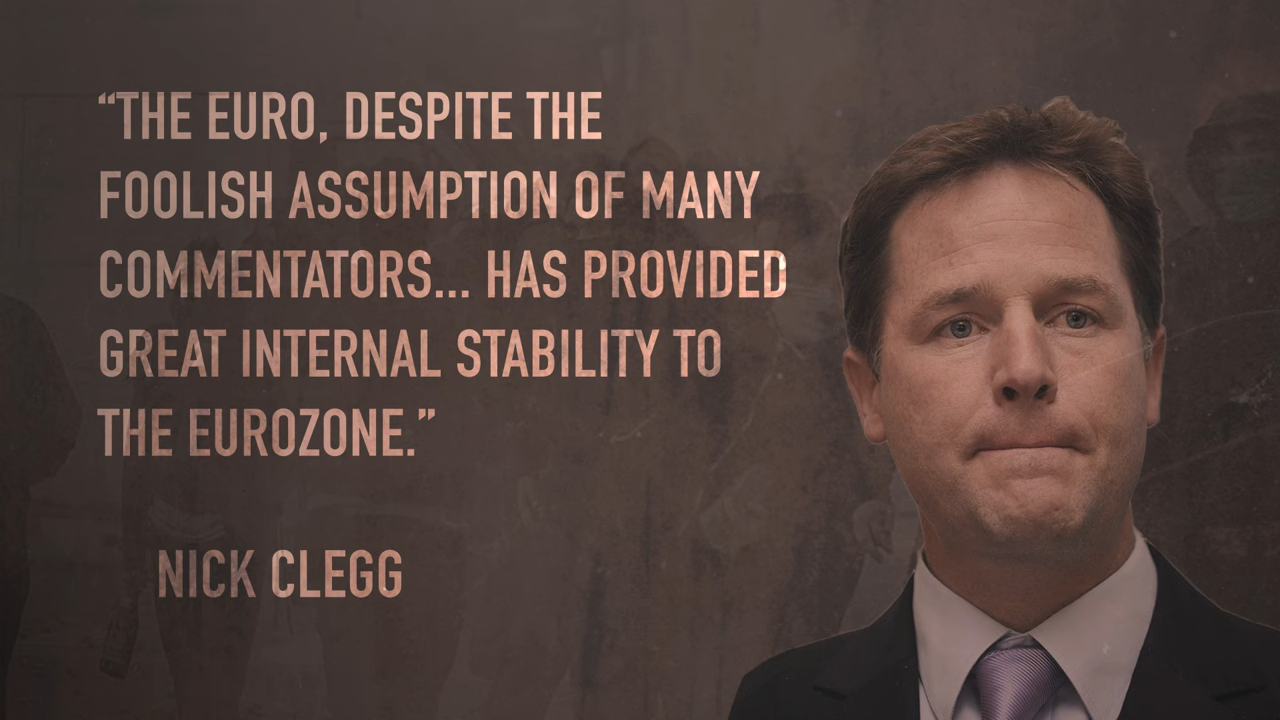 “THE EURO, DESPITE THE
FOOLISH ASSUMPTION OF MANY
COMMENTATORS... HAS PROVIDED
GREAT INTERNAL STABILITY TO
THE EUROZONE.”
NICK CLEGG